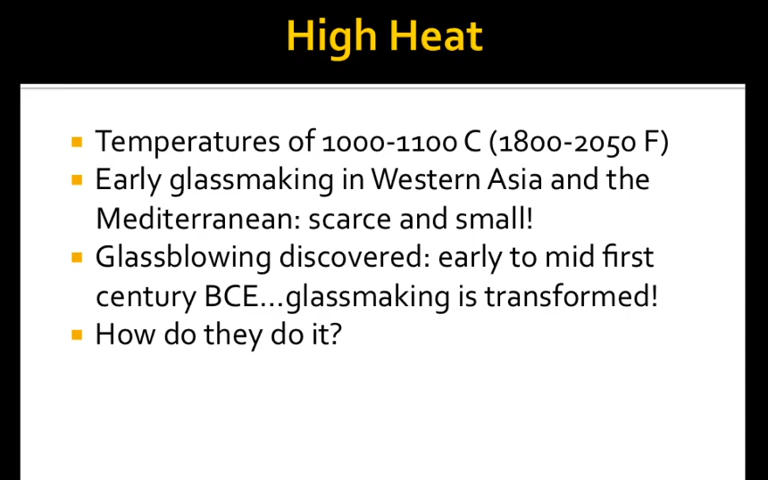 High Heat
Temperatures of 1000-1100 C (1800-2050 F)
Early glassmaking in Western Asia and the
Mediterranean: scarce and small!
Glassblowing discovered: early to mid first
century BCE...glassmaking is transformed!
How do they do it?